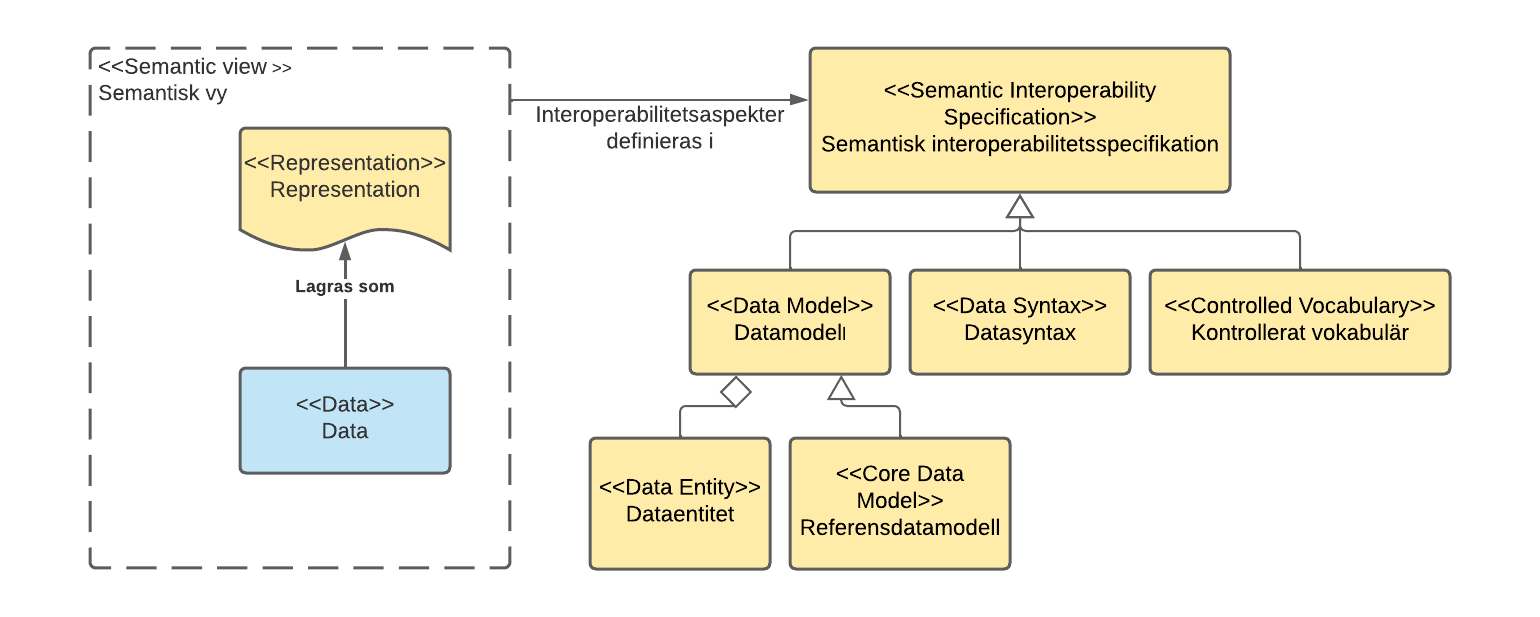 <<Semantic view >>
Semantisk vy
<<Representation>>
Representation
Lagras som
<<Data>>
Data
Interoperabilitetsaspekter
definieras i
<<Semantic Interoperability
Specification>>
Semantisk interoperabilitetsspecifikation
<<Data Model>>
Datamodell
<<Data Syntax>>
Datasyntax
<<Controlled Vocabulary>>
Kontrollerat vokabulär
<<Data Entity>>
Dataentitet
<<Core Data
Model>>
Referensdatamodell